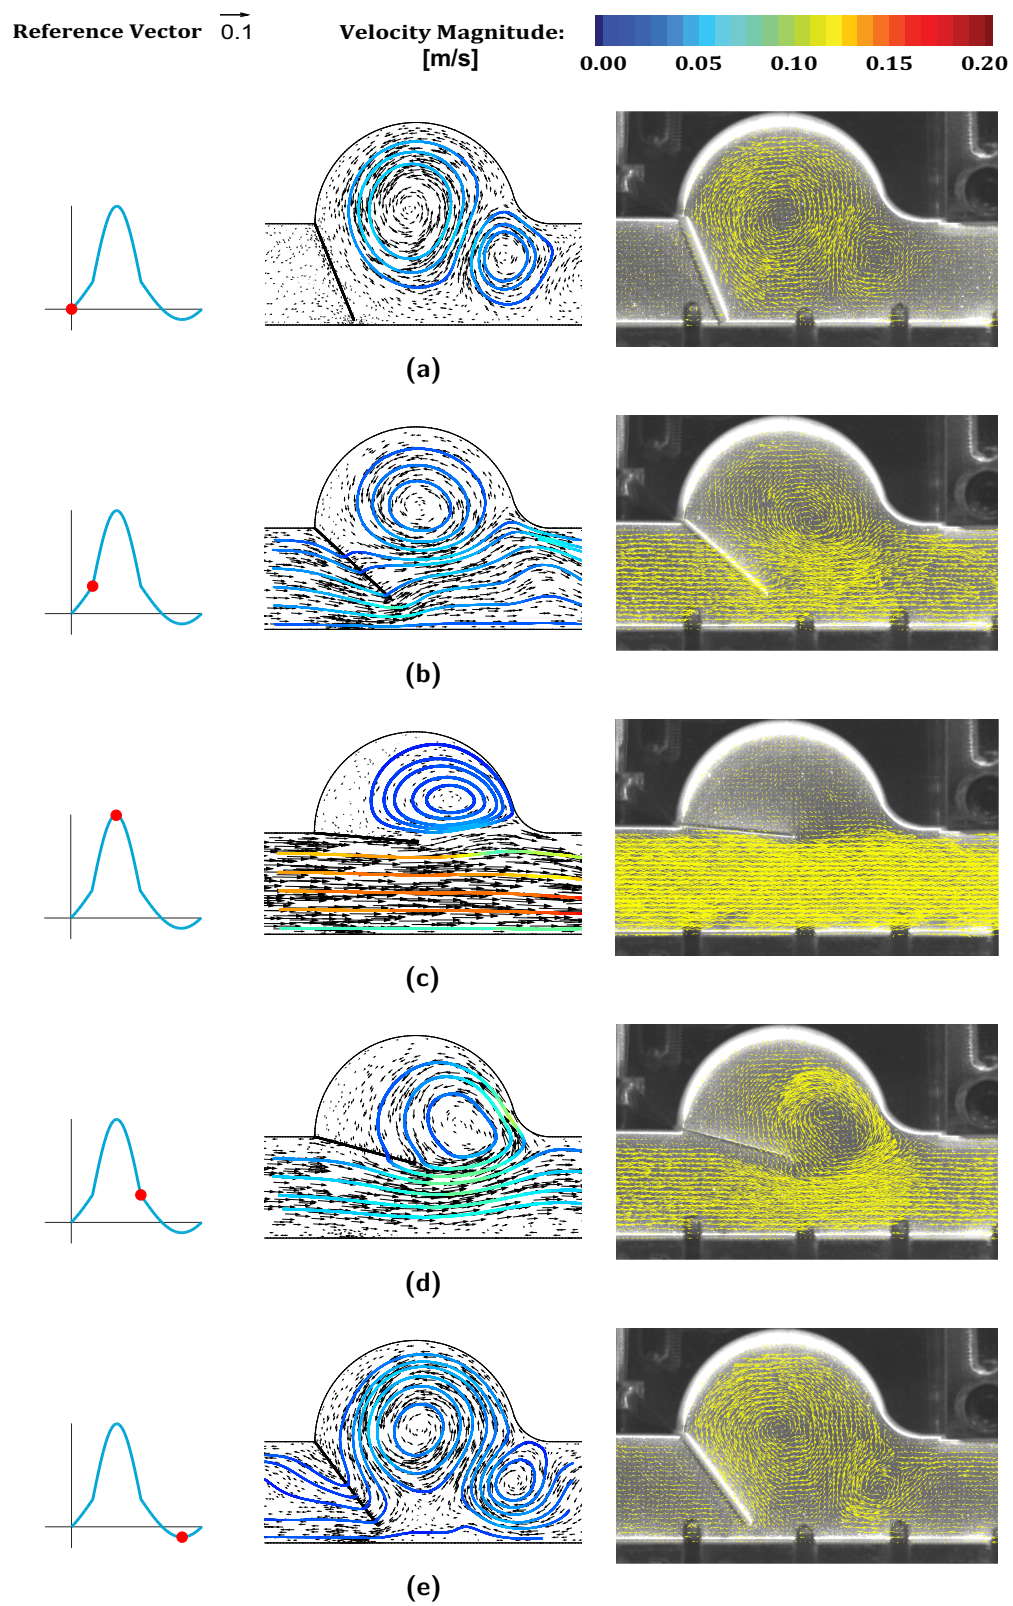 Reference Vector 0.1 Velocity Magnitude:
[m/s] 0.00 0.05 0.10 0.15 0.20
(a)
(b)
(c)
(d)
(e)